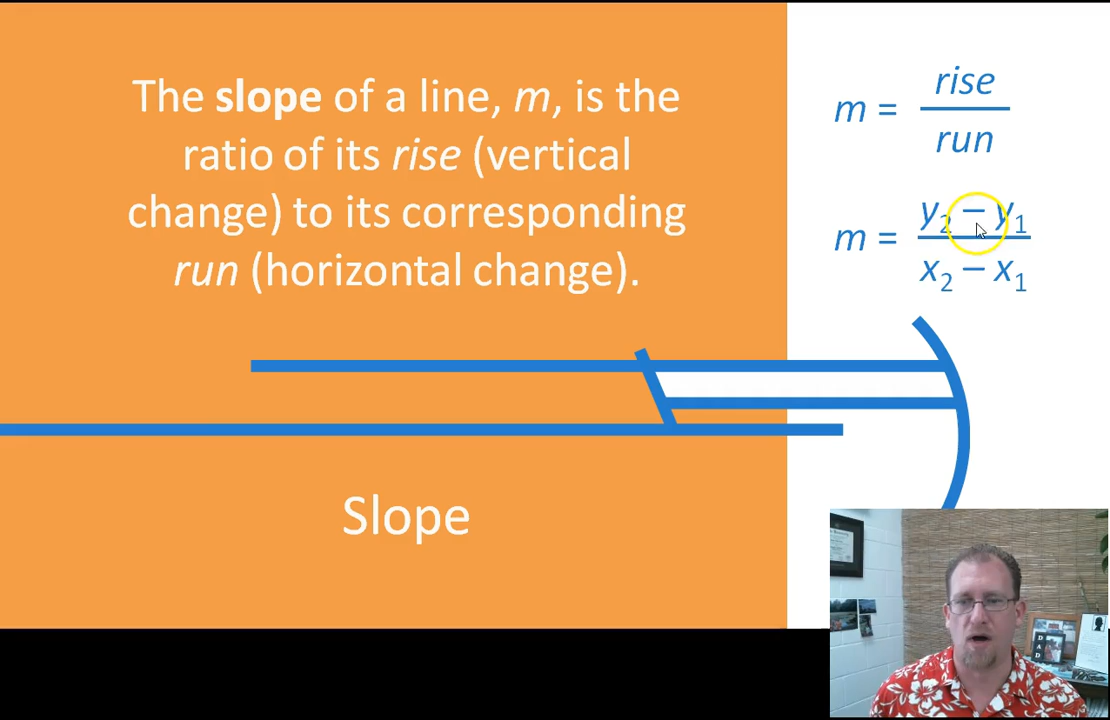 The slope of a line, m, is the
ratio of its rise (vertical
change) to its corresponding
run (horizontal change).
m = rise
run
m = y₂ – y₁
x₂ – x₁
Slope
DAD